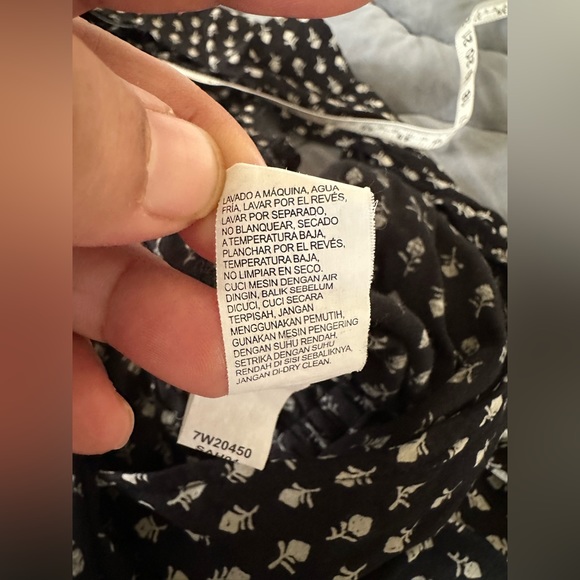 LAVADO A MÁQUINA, AGUA
FRÍA, LAVAR POR EL REVÉS,
LAVAR POR SEPARADO,
NO BLANQUEAR, SECADO
A TEMPERATURA BAJA,
PLANCHAR POR EL REVÉS,
TEMPERATURA BAJA,
NO LIMPIAR EN SECO.
CUCI MESIN DENGAN AIR
DINGIN, BALIK SEBELUM
DICUCI, CUCI SECARA
TERPISAH, JANGAN
MENGGUNAKAN PEMUTIH,
GUNAKAN MESIN PENGERING
DENGAN SUHU RENDAH,
SETRIKA DENGAN SUHU
RENDAH DI SISI SEBALIKNYA,
JANGAN DI-DRY CLEAN.
7W20450